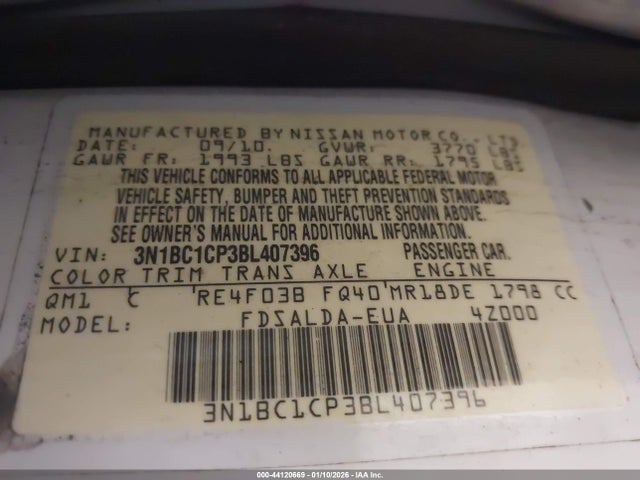 MANUFACTURED BY NISSAN MOTOR CO., LTD
DATE: 09/10. GVWR: 3770 LBS
GAWR FR: 1993 LBS GAWR RR: 1795 LBS
THIS VEHICLE CONFORMS TO ALL APPLICABLE FEDERAL MOTOR
VEHICLE SAFETY, BUMPER AND THEFT PREVENTION STANDARDS
IN EFFECT ON THE DATE OF MANUFACTURE SHOWN ABOVE.
SEE OWNER'S MANUAL FOR ADDITIONAL INFORMATION.
VIN: 3N1BC1CP3BL407396 PASSENGER CAR.
COLOR TRIM TRANS AXLE ENGINE
QM1 C RE4F03B FQ40 MR18DE 1798 CC
MODEL: FDSALDA-EUA 4Z000
3N1BC1CP3BL407396
000-44120669 - 01/10/2026 - IAA Inc.